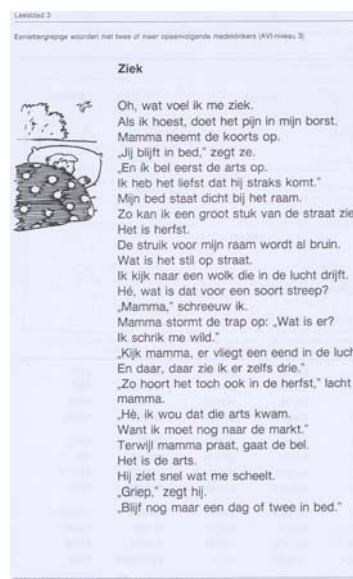 Leesblad 3
Eenlettergrepige woorden met twee of meer opeenvolgende medeklinkers (AVI-niveau 3)
Ziek
Oh, wat voel ik me ziek.
Als ik hoest, doet het pijn in mijn borst.
Mamma neemt de koorts op.
„Jij blijft in bed,” zegt ze.
„En ik bel eerst de arts op.
Ik heb het liefst dat hij straks komt.”
Mijn bed staat dicht bij het raam.
Zo kan ik een groot stuk van de straat zie
Het is herfst.
De struik voor mijn raam wordt al bruin.
Wat is het stil op straat.
Ik kijk naar een wolk die in de lucht drijft.
Hé, wat is dat voor een soort streep?
„Mamma,” schreeuw ik.
Mamma stormt de trap op: „Wat is er?
Ik schrik me wild.”
„Kijk mamma, er vliegt een eend in de luch
En daar, daar zie ik er zelfs drie.”
„Zo hoort het toch ook in de herfst,” lacht
mamma.
„Hè, ik wou dat die arts kwam.
Want ik moet nog naar de markt.”
Terwijl mamma praat, gaat de bel.
Het is de arts.
Hij ziet snel wat me scheelt.
„Griep,” zegt hij.
„Blijf nog maar een dag of twee in bed.”